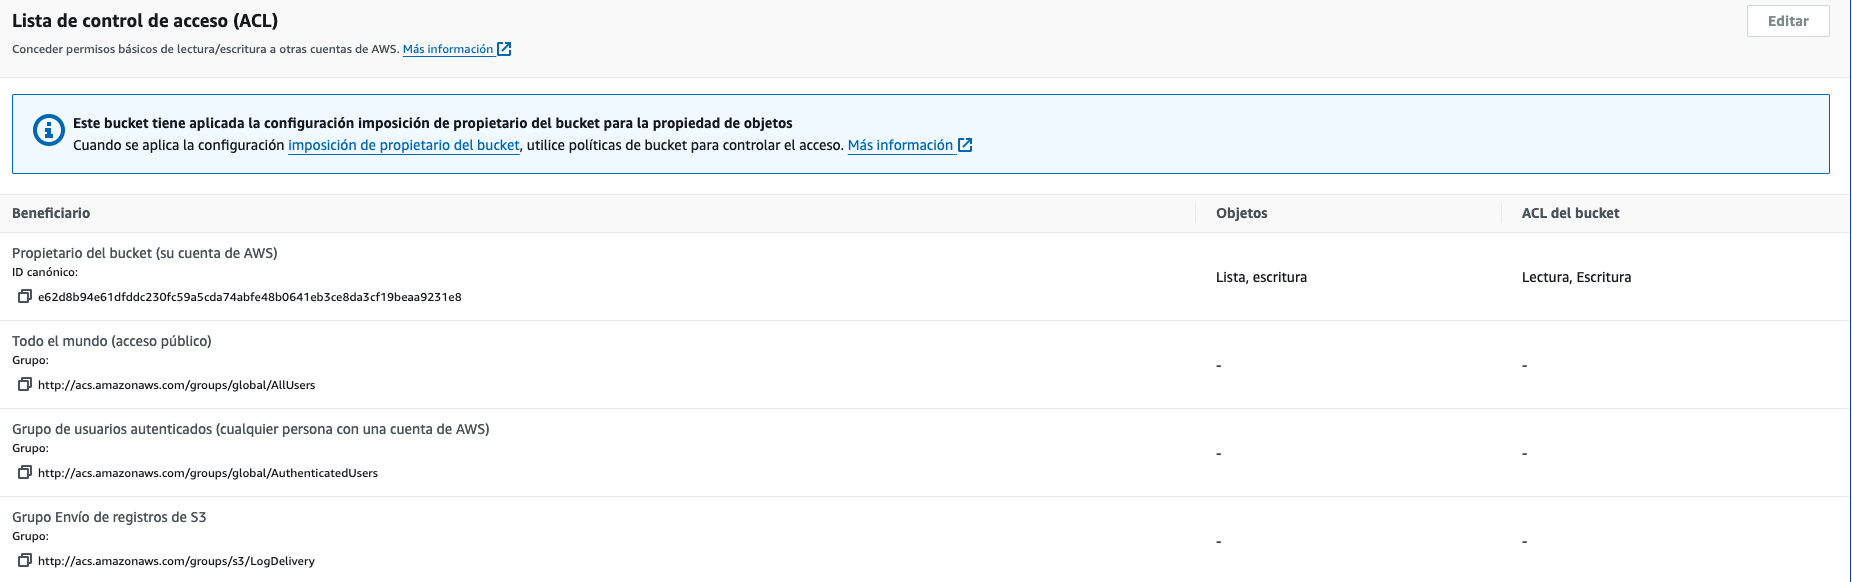 Lista de control de acceso (ACL)
Editar
Conceder permisos básicos de lectura/escritura a otras cuentas de AWS. Más información
Este bucket tiene aplicada la configuración imposición de propietario del bucket para la propiedad de objetos
Cuando se aplica la configuración imposición de propietario del bucket, utilice políticas de bucket para controlar el acceso. Más información
Beneficiario Objetos ACL del bucket
Propietario del bucket (su cuenta de AWS)
ID canónico:
e62d8b94e61dfddc230fc59a5cda74abfe48b0641eb3ce8da3cf19beaa9231e8
Lista, escritura Lectura, Escritura
Todo el mundo (acceso público)
Grupo:
http://acs.amazonaws.com/groups/global/AllUsers
- -
Grupo de usuarios autenticados (cualquier persona con una cuenta de AWS)
Grupo:
http://acs.amazonaws.com/groups/global/AuthenticatedUsers
- -
Grupo Envío de registros de S3
Grupo:
http://acs.amazonaws.com/groups/s3/LogDelivery
- -